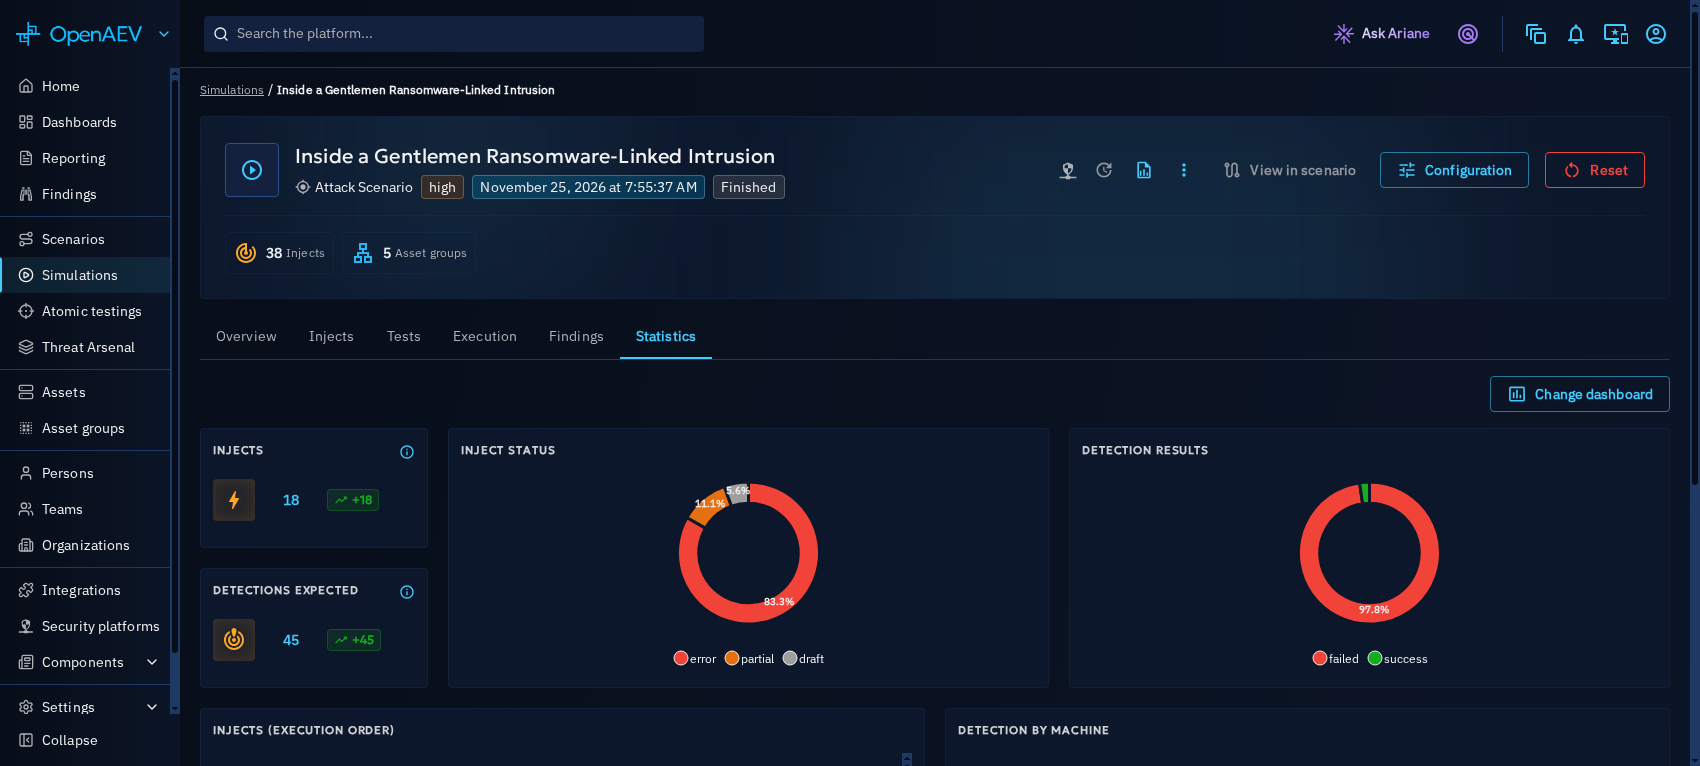 OpenAEV
Search the platform...
Ask Ariane
Home
Dashboards
Reporting
Findings
Scenarios
Simulations
Atomic testings
Threat Arsenal
Assets
Asset groups
Persons
Teams
Organizations
Integrations
Security platforms
Components
Settings
Collapse
Simulations / Inside a Gentlemen Ransomware-Linked Intrusion
Inside a Gentlemen Ransomware-Linked Intrusion
Attack Scenario high November 25, 2026 at 7:55:37 AM Finished
View in scenario
Configuration
Reset
38 Injects
5 Asset groups
Overview Injects Tests Execution Findings Statistics
Change dashboard
INJECTS
18 +18
DETECTIONS EXPECTED
45 +45
INJECT STATUS
5.6%
11.1%
83.3%
error partial draft
DETECTION RESULTS
97.8%
failed success
INJECTS (EXECUTION ORDER)
DETECTION BY MACHINE